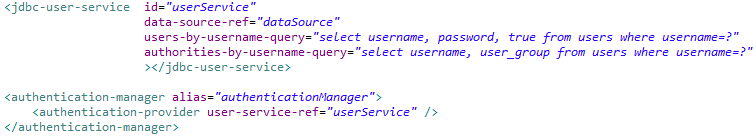 <jdbc-user-service  id="userService"
                    data-source-ref="dataSource"
                    users-by-username-query="select username, password, true from users where username=?"
                    authorities-by-username-query="select username, user_group from users where username=?"
                    ></jdbc-user-service>
<authentication-manager alias="authenticationManager">
    <authentication-provider user-service-ref="userService" />
</authentication-manager>